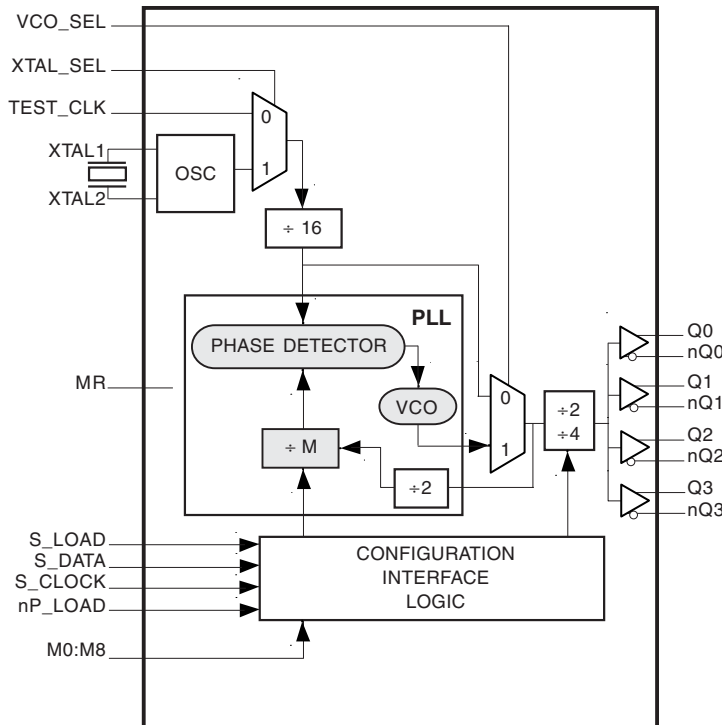 VCO_SEL
XTAL_SEL
TEST_CLK
0
XTAL1
OSC
1
XTAL2
÷ 16
PLL
PHASE DETECTOR
Q0
nQ0
MR
VCO
0
÷2
÷4
Q1
nQ1
÷ M
1
Q2
nQ2
÷2
Q3
nQ3
S_LOAD
S_DATA
S_CLOCK
nP_LOAD
CONFIGURATION
INTERFACE
LOGIC
M0:M8